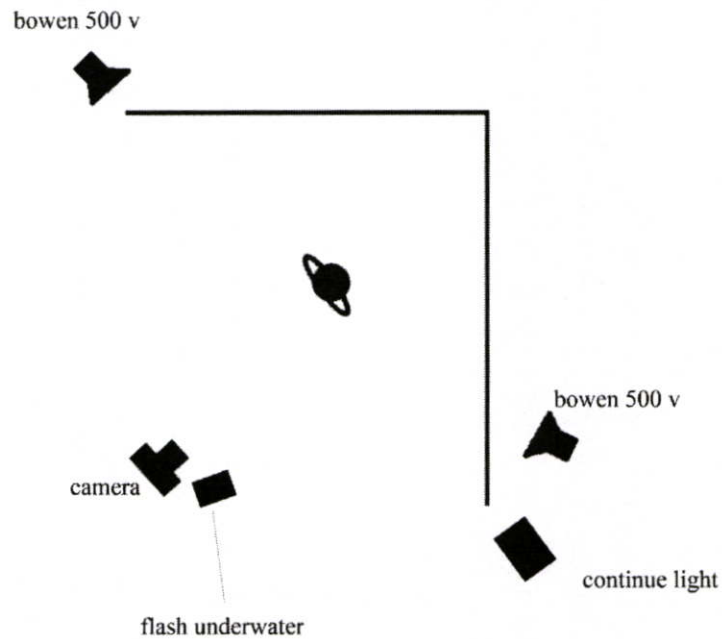 bowen 500 v
bowen 500 v
camera
continue light
flash underwater